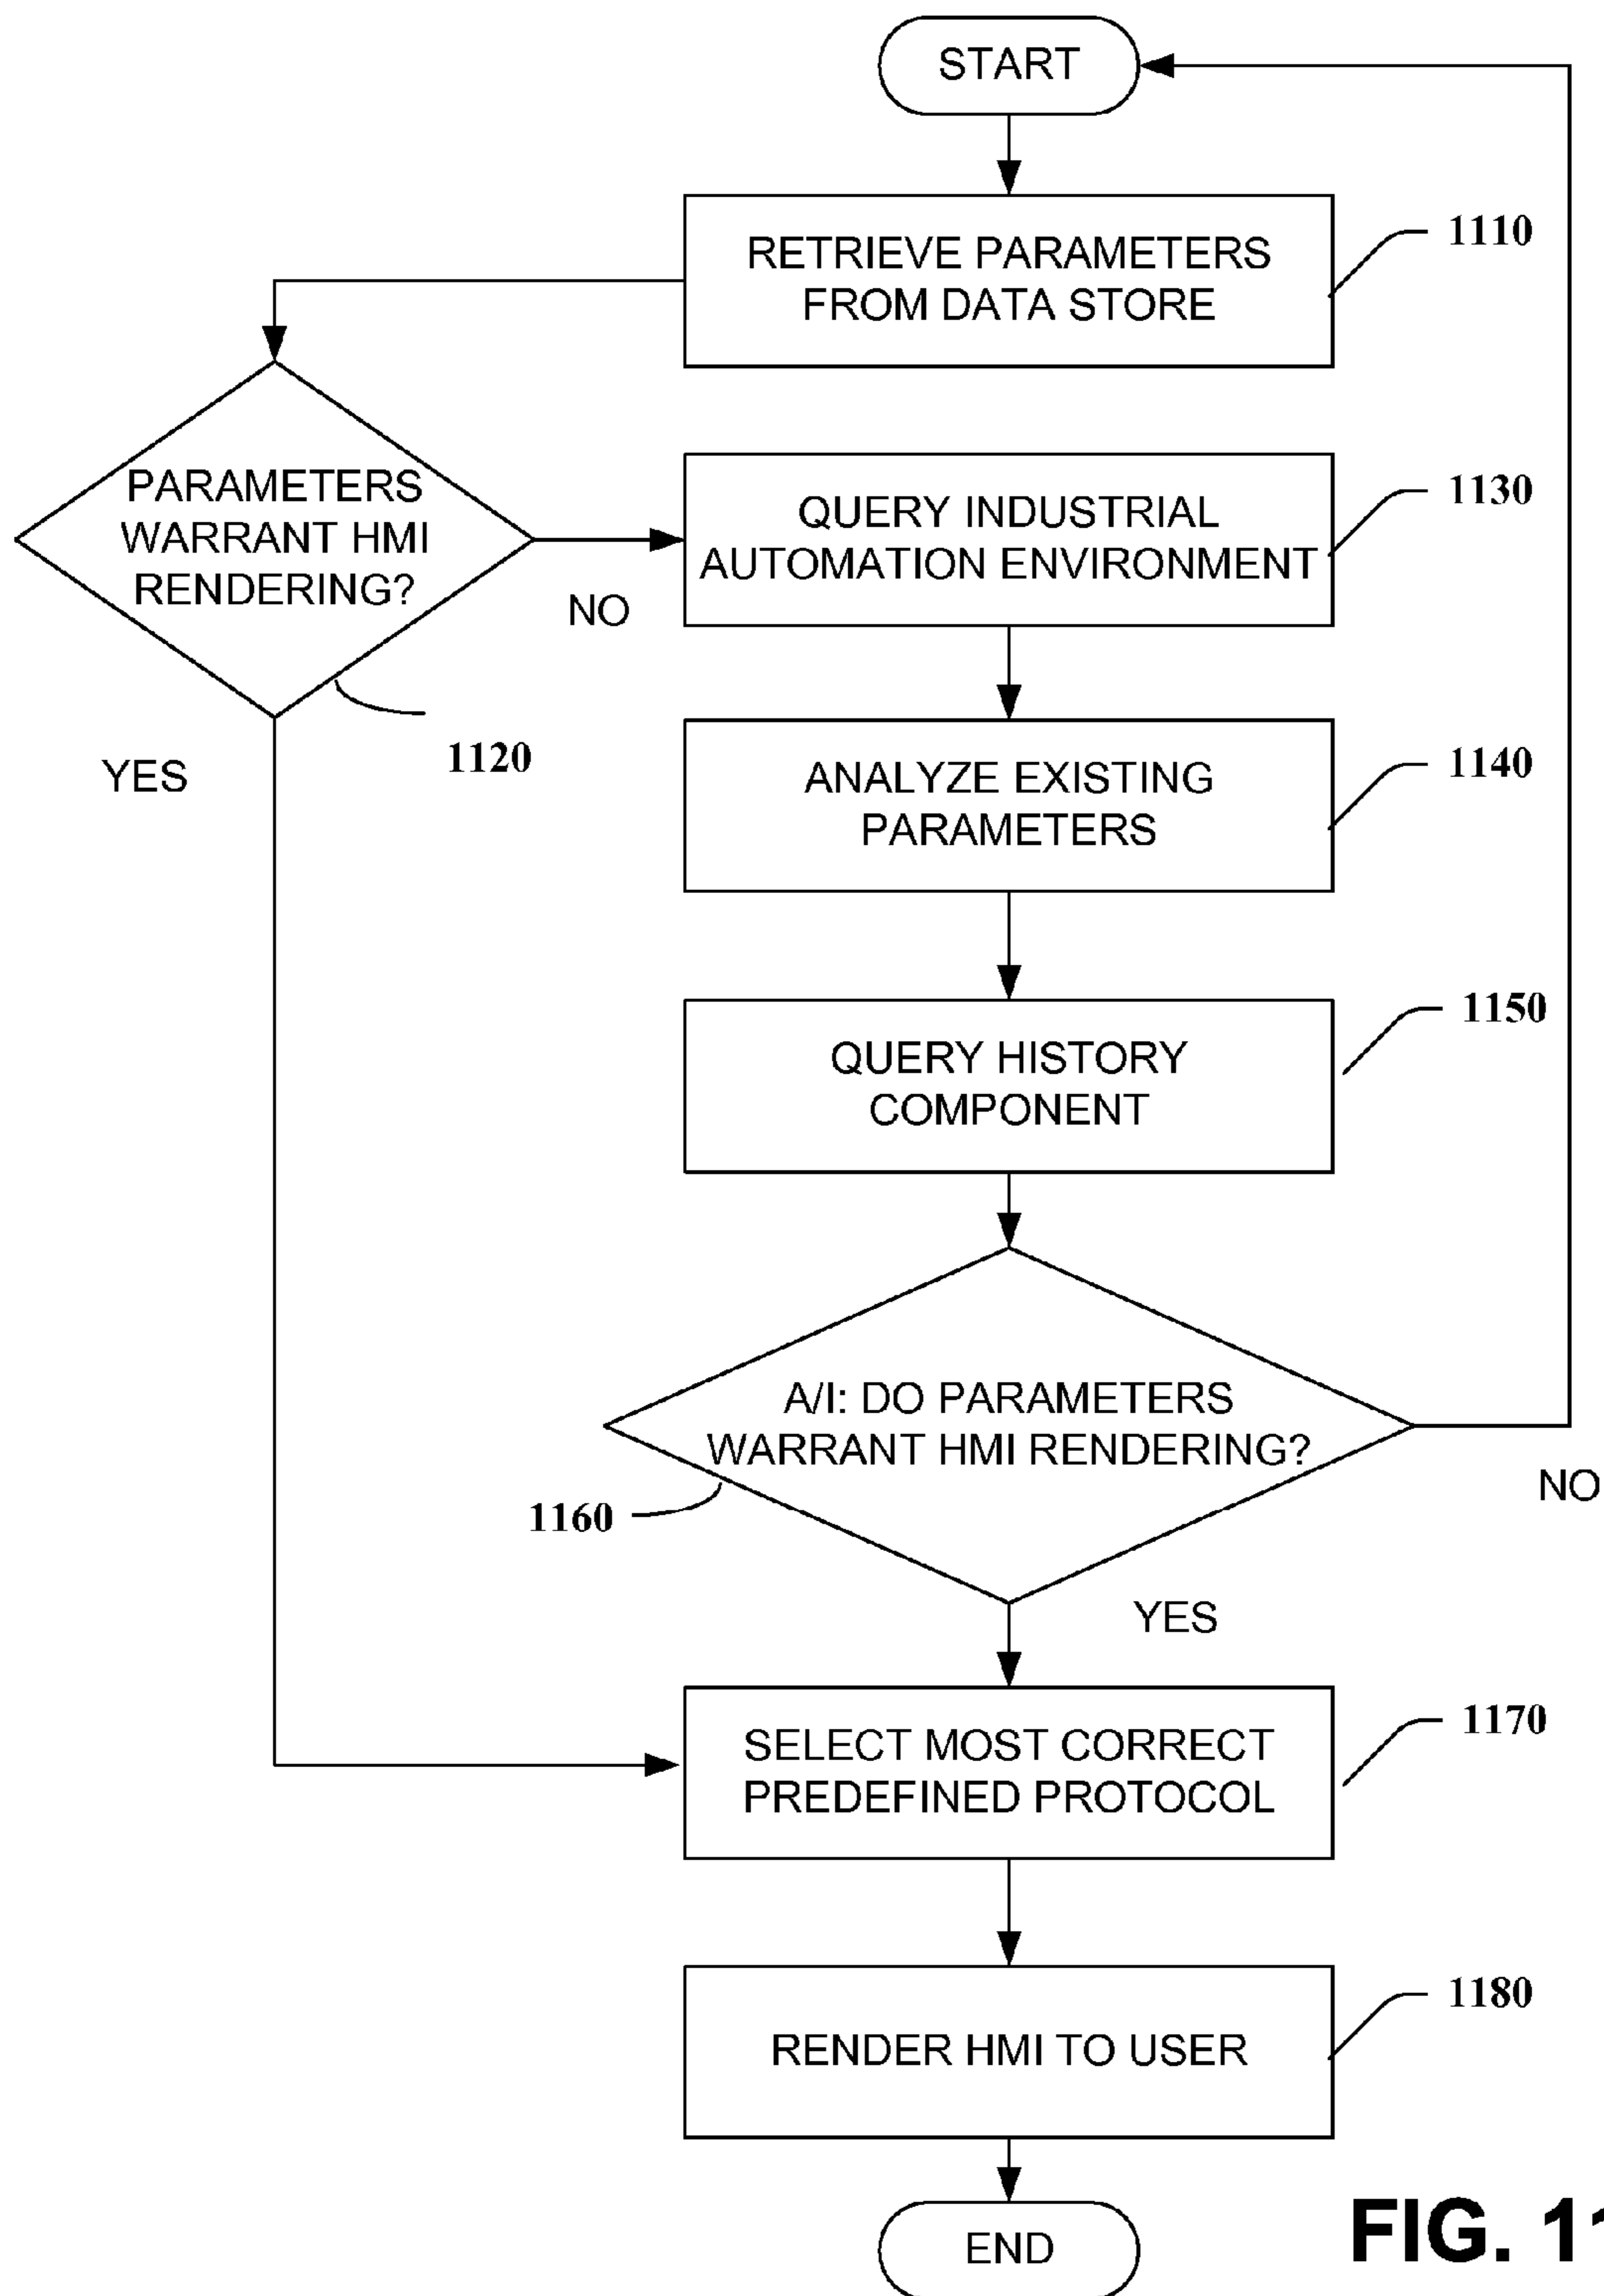 START
RETRIEVE PARAMETERS
FROM DATA STORE
1110
PARAMETERS
WARRANT HMI
RENDERING?
1120
NO
YES
QUERY INDUSTRIAL
AUTOMATION ENVIRONMENT
1130
ANALYZE EXISTING
PARAMETERS
1140
QUERY HISTORY
COMPONENT
1150
A/I: DO PARAMETERS
WARRANT HMI RENDERING?
1160
NO
YES
SELECT MOST CORRECT
PREDEFINED PROTOCOL
1170
RENDER HMI TO USER
1180
END
FIG. 11